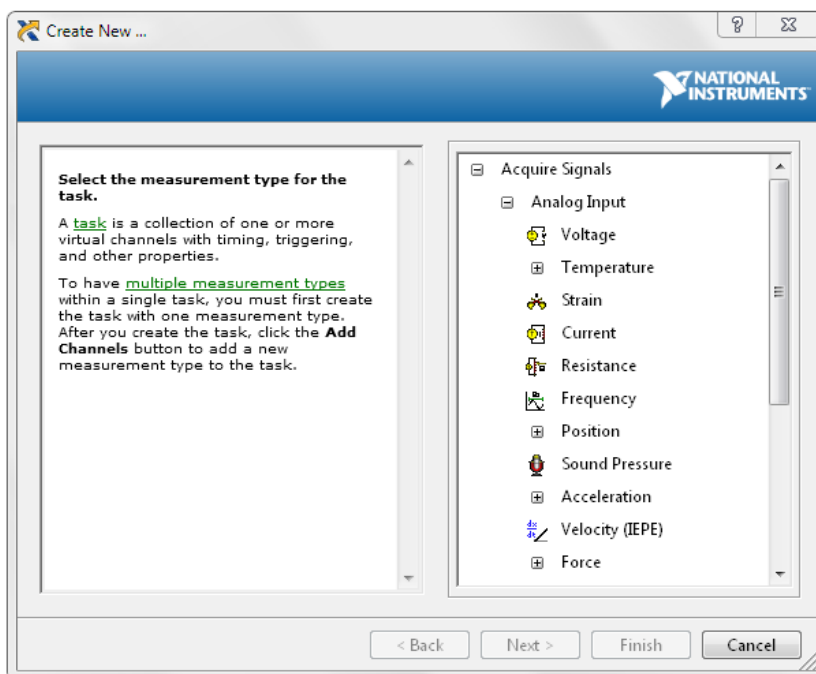 Create New ...
NATIONAL
INSTRUMENTS
Select the measurement type for the
task.
A task is a collection of one or more
virtual channels with timing, triggering,
and other properties.
To have multiple measurement types
within a single task, you must first create
the task with one measurement type.
After you create the task, click the Add
Channels button to add a new
measurement type to the task.
Acquire Signals
Analog Input
Voltage
Temperature
Strain
Current
Resistance
Frequency
Position
Sound Pressure
Acceleration
dx
dt
Velocity (IEPE)
Force
< Back
Next >
Finish
Cancel